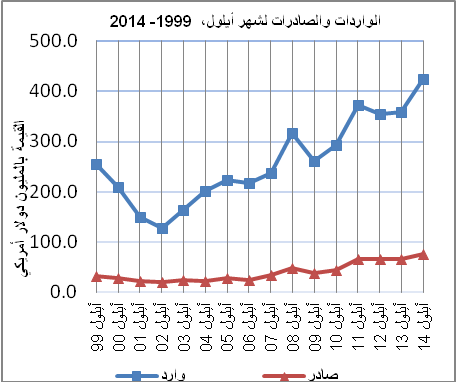 الواردات والصادرات لشهر أيلول، 1999- 2014
القيمة بالمليون دولار أمريكي
500.0
400.0
300.0
200.0
100.0
0.0
أيلول 99
أيلول 00
أيلول 01
أيلول 02
أيلول 03
أيلول 04
أيلول 05
أيلول 06
أيلول 07
أيلول 08
أيلول 09
أيلول 10
أيلول 11
أيلول 12
أيلول 13
أيلول 14
وارد
صادر